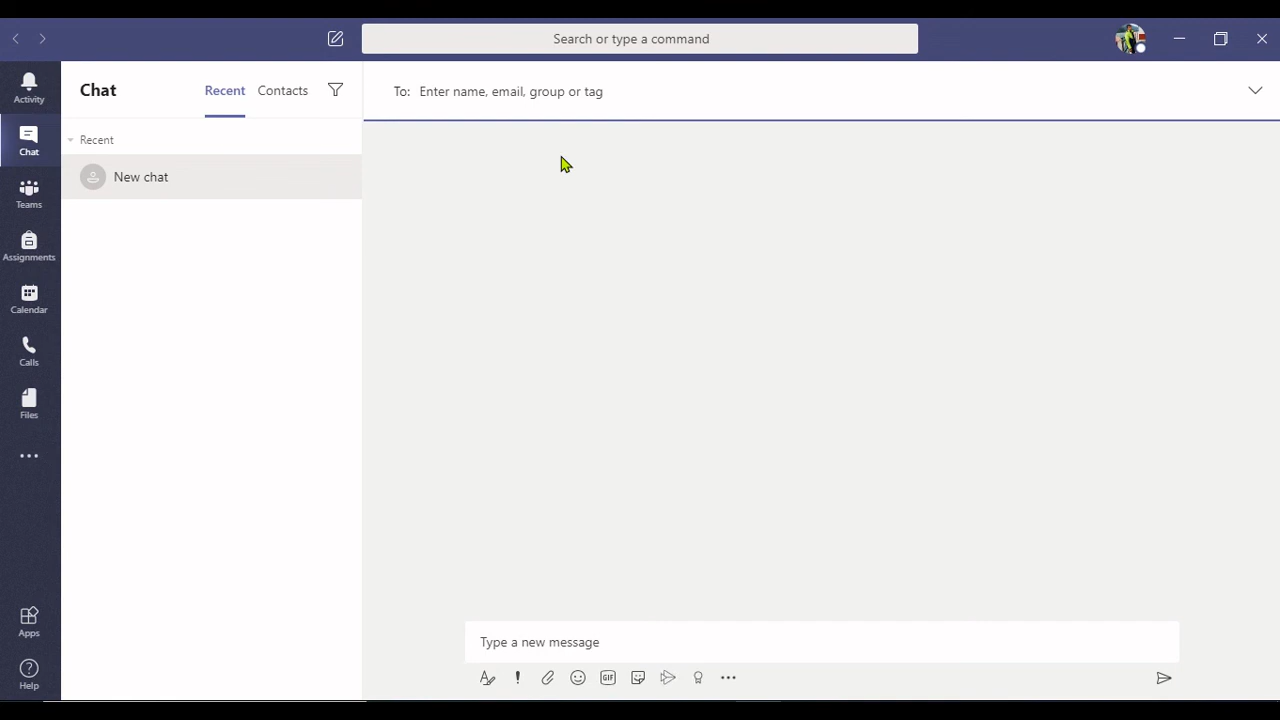 Search or type a command
Activity
Chat
Teams
Assignments
Calendar
Calls
Files
Apps
Help
Chat
Recent
Contacts
Recent
New chat
To: Enter name, email, group or tag
Type a new message
GIF